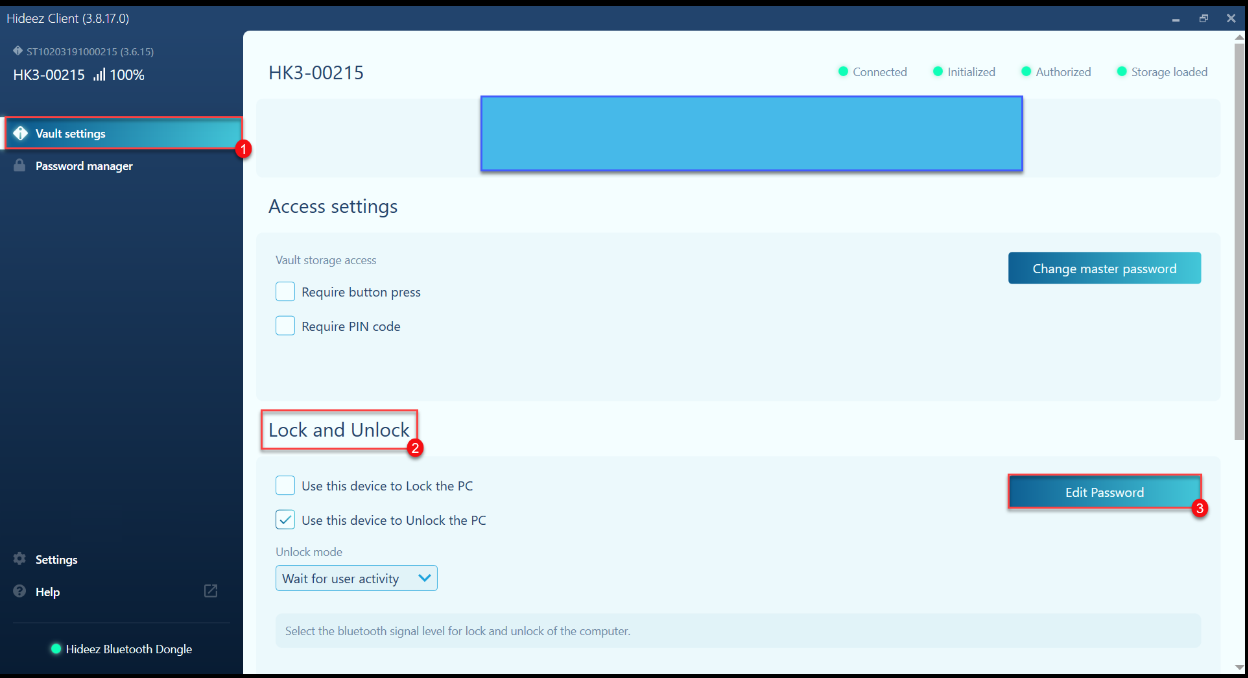 Hideez Client (3.8.17.0)
ST10203191000215 (3.6.15)
HK3-00215 100%
Vault settings
1
Password manager
Settings
Help
Hideez Bluetooth Dongle
HK3-00215
Connected Initialized Authorized Storage loaded
Access settings
Vault storage access
Change master password
Require button press
Require PIN code
Lock and Unlock
2
Use this device to Lock the PC
Edit Password
3
Use this device to Unlock the PC
Unlock mode
Wait for user activity
Select the bluetooth signal level for lock and unlock of the computer.